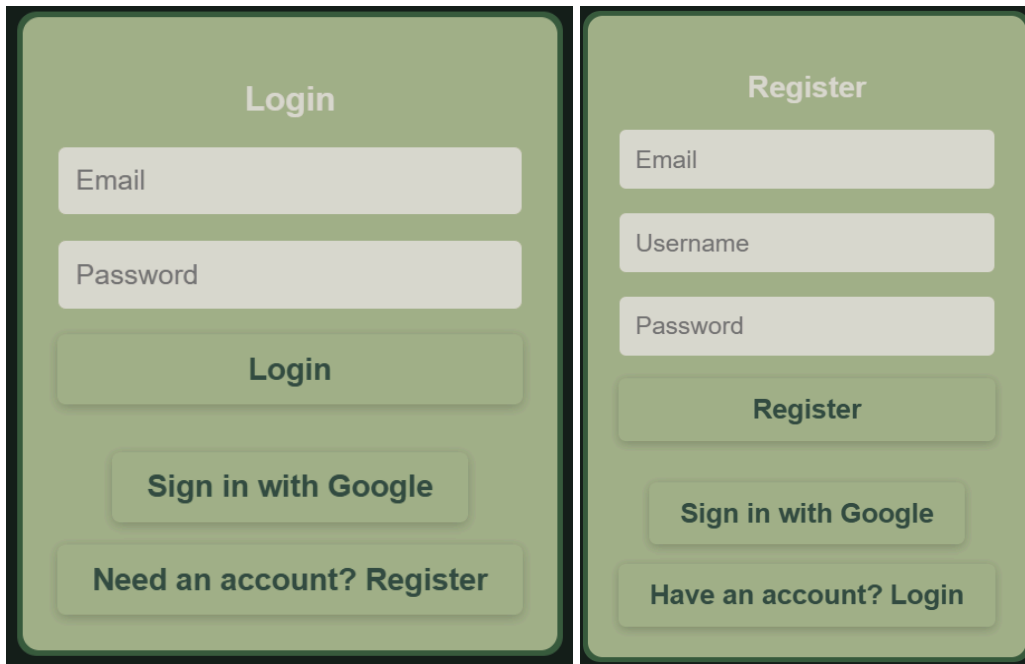 Login
Email
Password
Login
Sign in with Google
Need an account? Register
Register
Email
Username
Password
Register
Sign in with Google
Have an account? Login